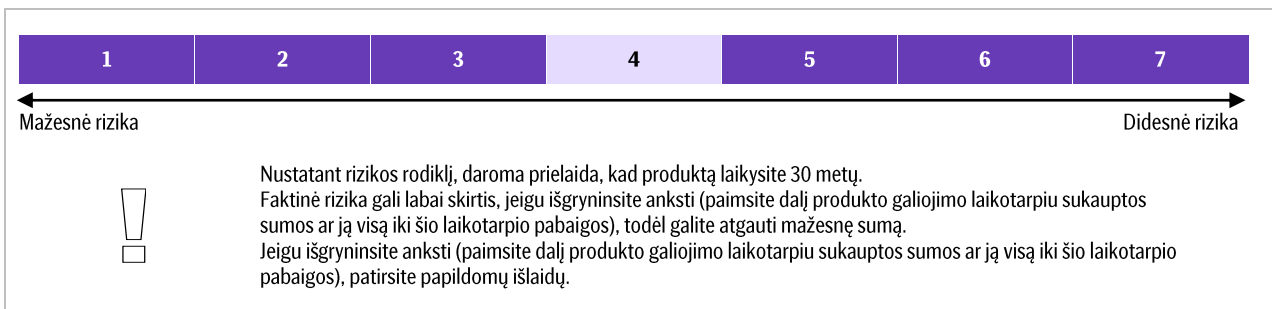 1 2 3 4 5 6 7
Mažesnė rizika Didesnė rizika
Nustatant rizikos rodiklį, daroma prielaida, kad produktą laikysite 30 metų.
Faktinė rizika gali labai skirtis, jeigu išgryninsite anksti (paimsite dalį produkto galiojimo laikotarpiu sukauptos
sumos ar ją visą iki šio laikotarpio pabaigos), todėl galite atgauti mažesnę sumą.
Jeigu išgryninsite anksti (paimsite dalį produkto galiojimo laikotarpiu sukauptos sumos ar ją visą iki šio laikotarpio
pabaigos), patirsite papildomų išlaidų.